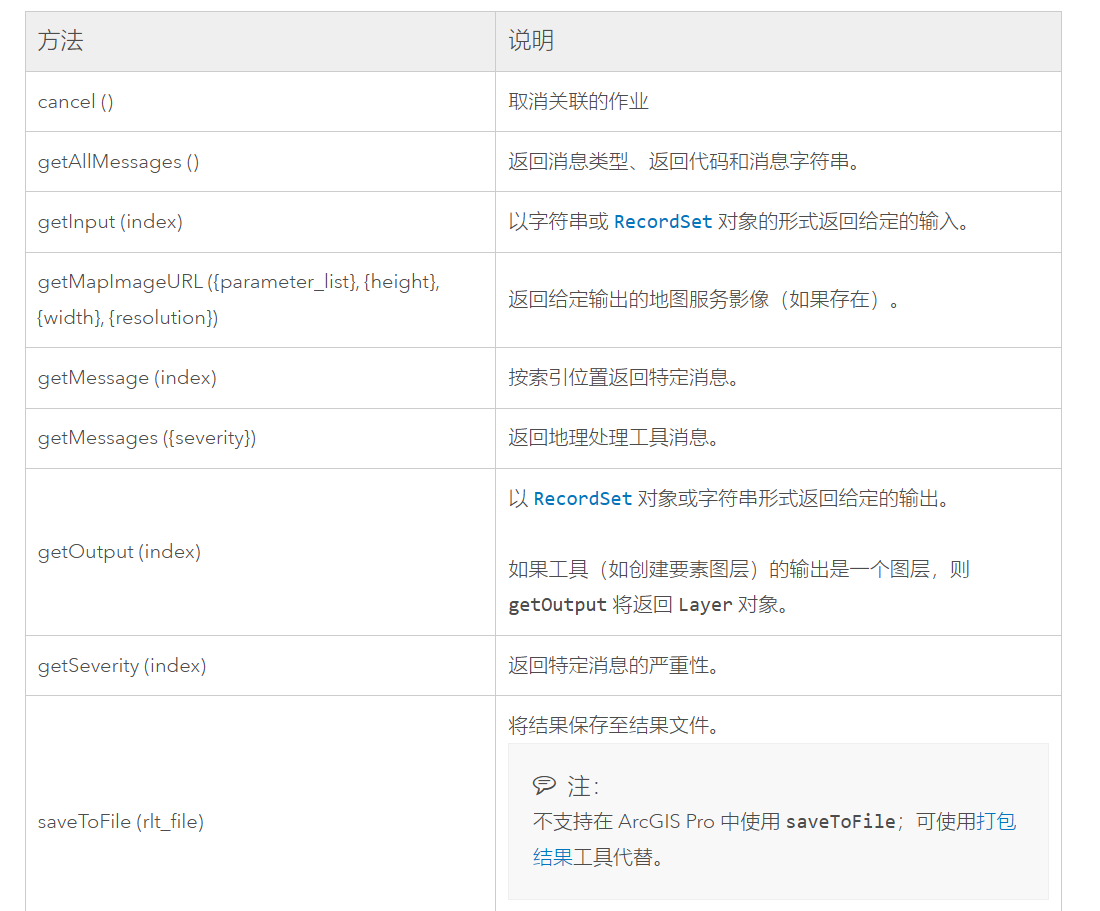 方法
说明
cancel ()
取消关联的作业
getAllMessages ()
返回消息类型、返回代码和消息字符串。
getInput (index)
以字符串或 RecordSet 对象的形式返回给定的输入。
getMapImageURL ({parameter_list}, {height},
{width}, {resolution})
返回给定输出的地图服务影像（如果存在）。
getMessage (index)
按索引位置返回特定消息。
getMessages ({severity})
返回地理处理工具消息。
getOutput (index)
以 RecordSet 对象或字符串形式返回给定的输出。
如果工具（如创建要素图层）的输出是一个图层，则
getOutput 将返回 Layer 对象。
getSeverity (index)
返回特定消息的严重性。
saveToFile (rlt_file)
将结果保存至结果文件。
注：
不支持在 ArcGIS Pro 中使用 saveToFile；可使用打包
结果工具代替。